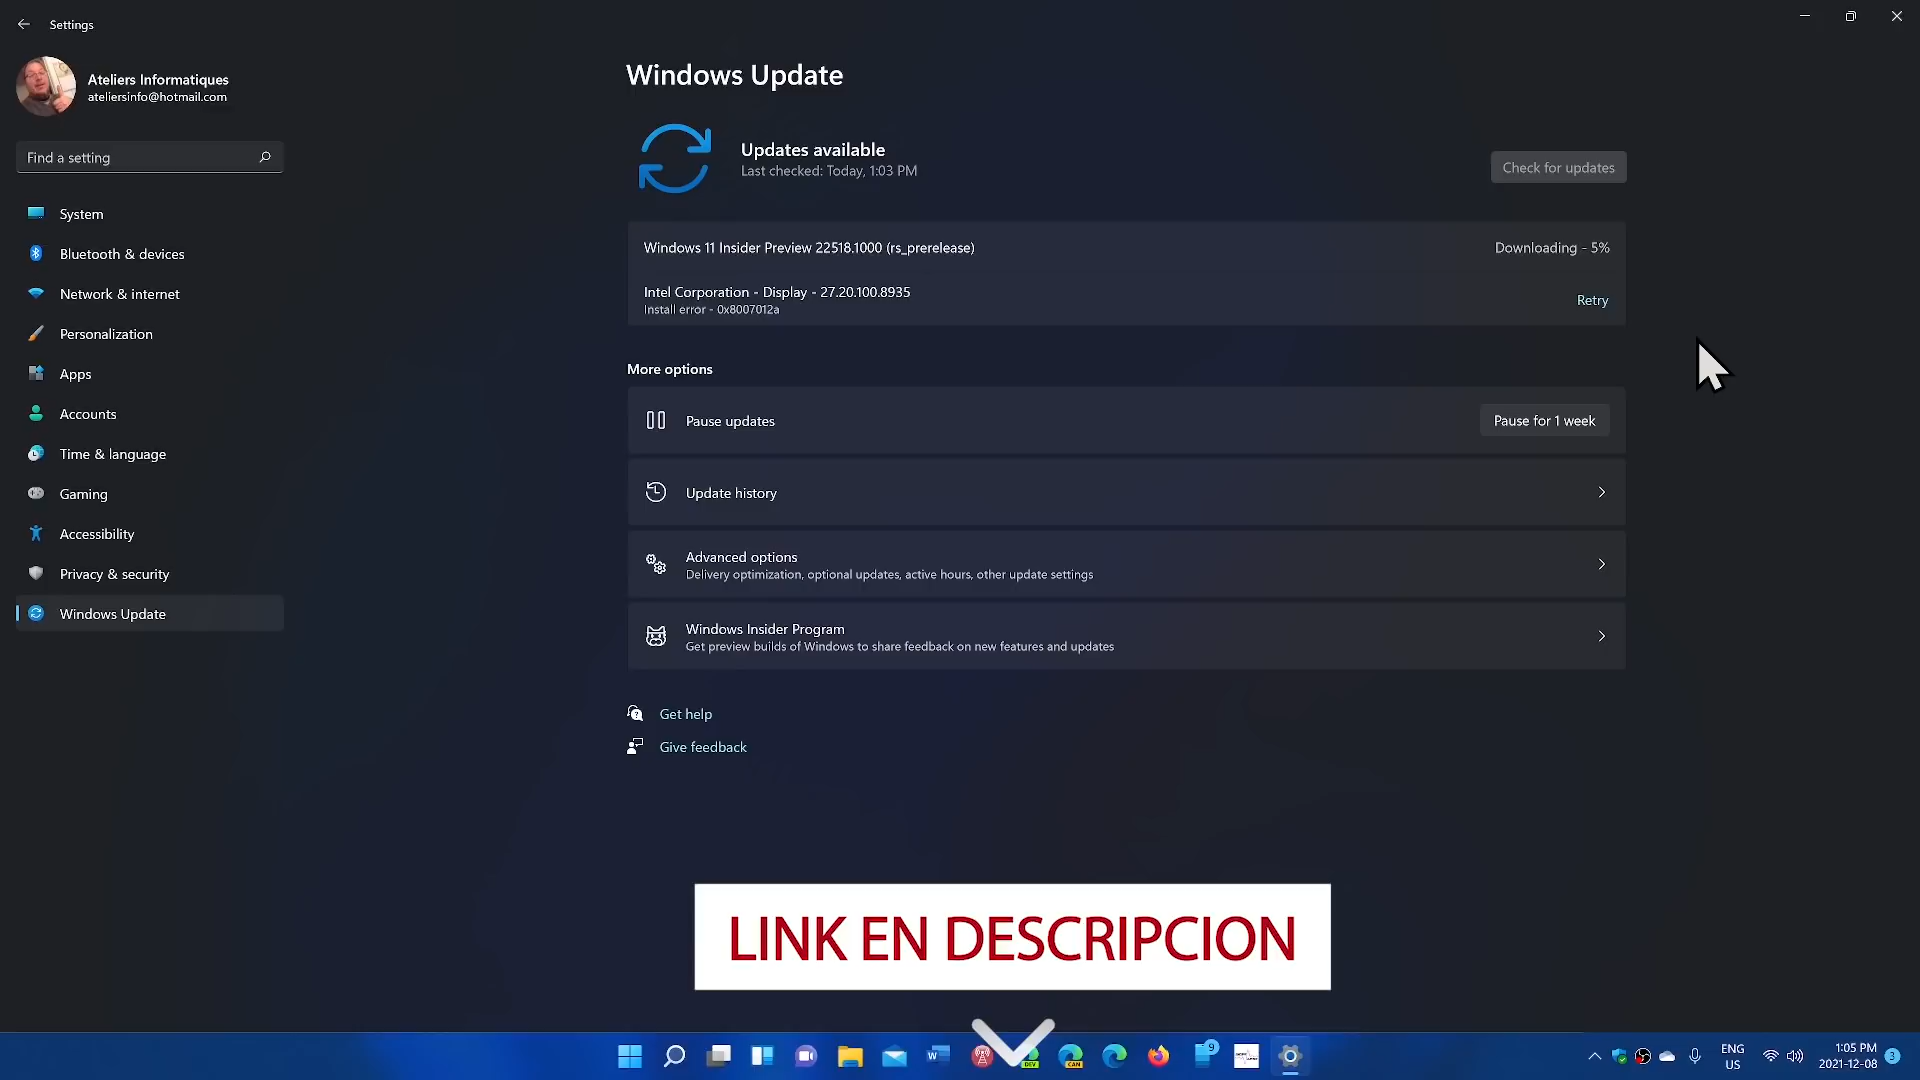 Settings
Ateliers Informatiques
ateliersinfo@hotmail.com
Find a setting
System
Bluetooth & devices
Network & internet
Personalization
Apps
Accounts
Time & language
Gaming
Accessibility
Privacy & security
Windows Update
Windows Update
Updates available
Last checked: Today, 1:03 PM
Check for updates
Windows 11 Insider Preview 22518.1000 (rs_prerelease)
Downloading - 5%
Intel Corporation - Display - 27.20.100.8935
Install error - 0x8007012a
Retry
More options
Pause updates
Pause for 1 week
Update history
Advanced options
Delivery optimization, optional updates, active hours, other update settings
Windows Insider Program
Get preview builds of Windows to share feedback on new features and updates
Get help
Give feedback
LINK EN DESCRIPCION
W
DEV
CAN
9
ENG
US
1:05 PM
2021-12-08
3